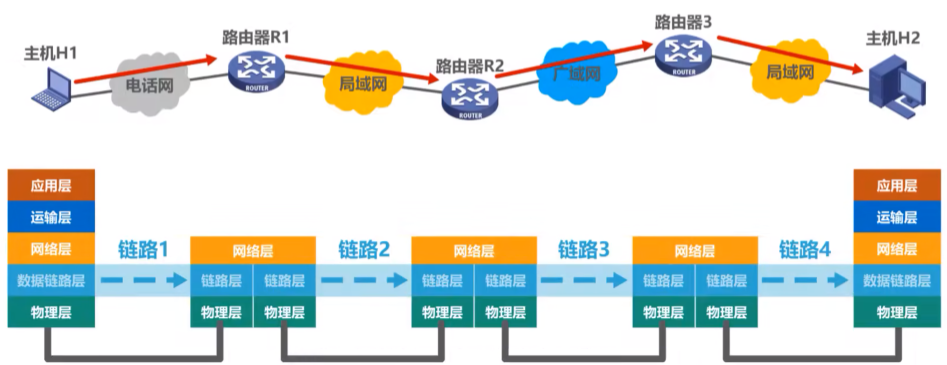 主机H1
电话网
路由器R1
ROUTER
局域网
路由器R2
ROUTER
广域网
路由器3
ROUTER
局域网
主机H2
应用层
运输层
网络层
数据链路层
物理层
链路1
网络层
链路层 链路层
物理层 物理层
链路2
网络层
链路层 链路层
物理层 物理层
链路3
网络层
链路层 链路层
物理层 物理层
链路4
应用层
运输层
网络层
数据链路层
物理层